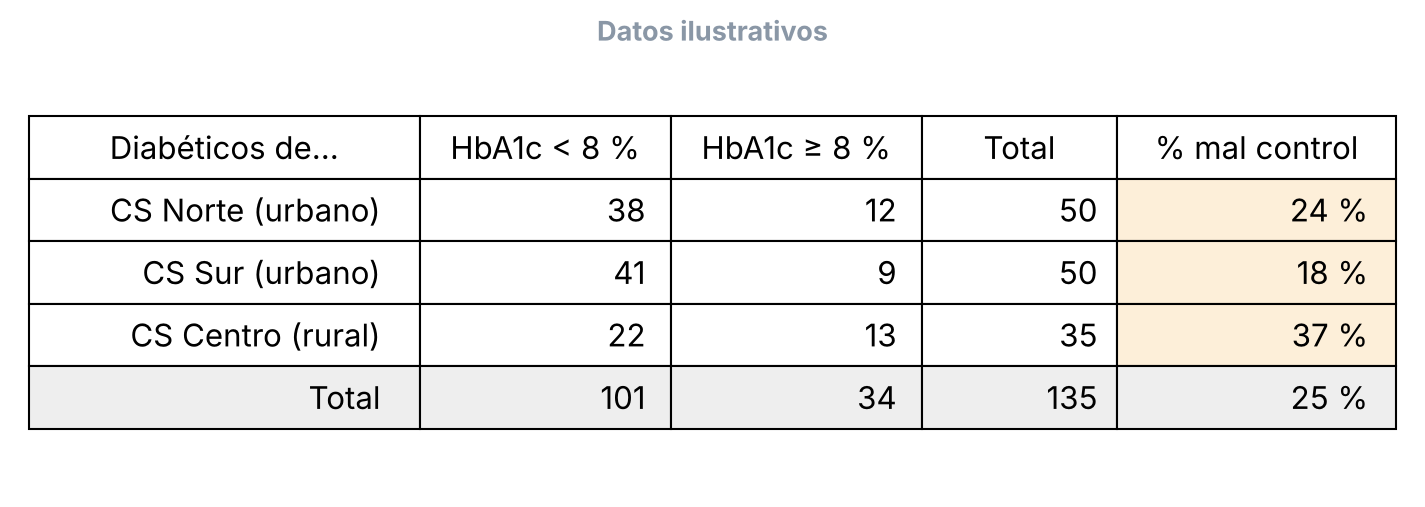 Datos ilustrativos
Diabéticos de... HbA1c < 8 % HbA1c ≥ 8 % Total % mal control
CS Norte (urbano) 38 12 50 24 %
CS Sur (urbano) 41 9 50 18 %
CS Centro (rural) 22 13 35 37 %
Total 101 34 135 25 %